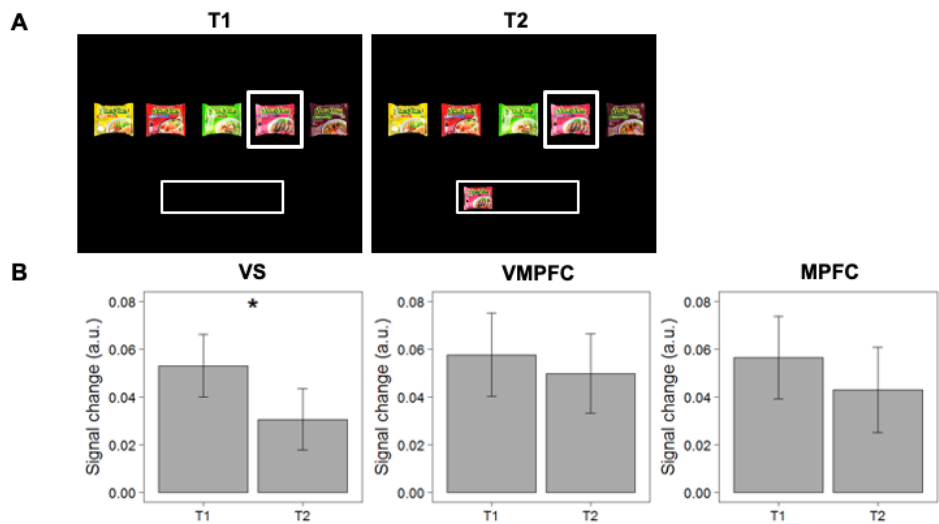 A
T1
T2
B
VS
VMPFC
MPFC
Signal change (a.u.)
0.08
0.06
0.04
0.02
0.00
*
T1
T2
Signal change (a.u.)
0.08
0.06
0.04
0.02
0.00
T1
T2
Signal change (a.u.)
0.08
0.06
0.04
0.02
0.00
T1
T2